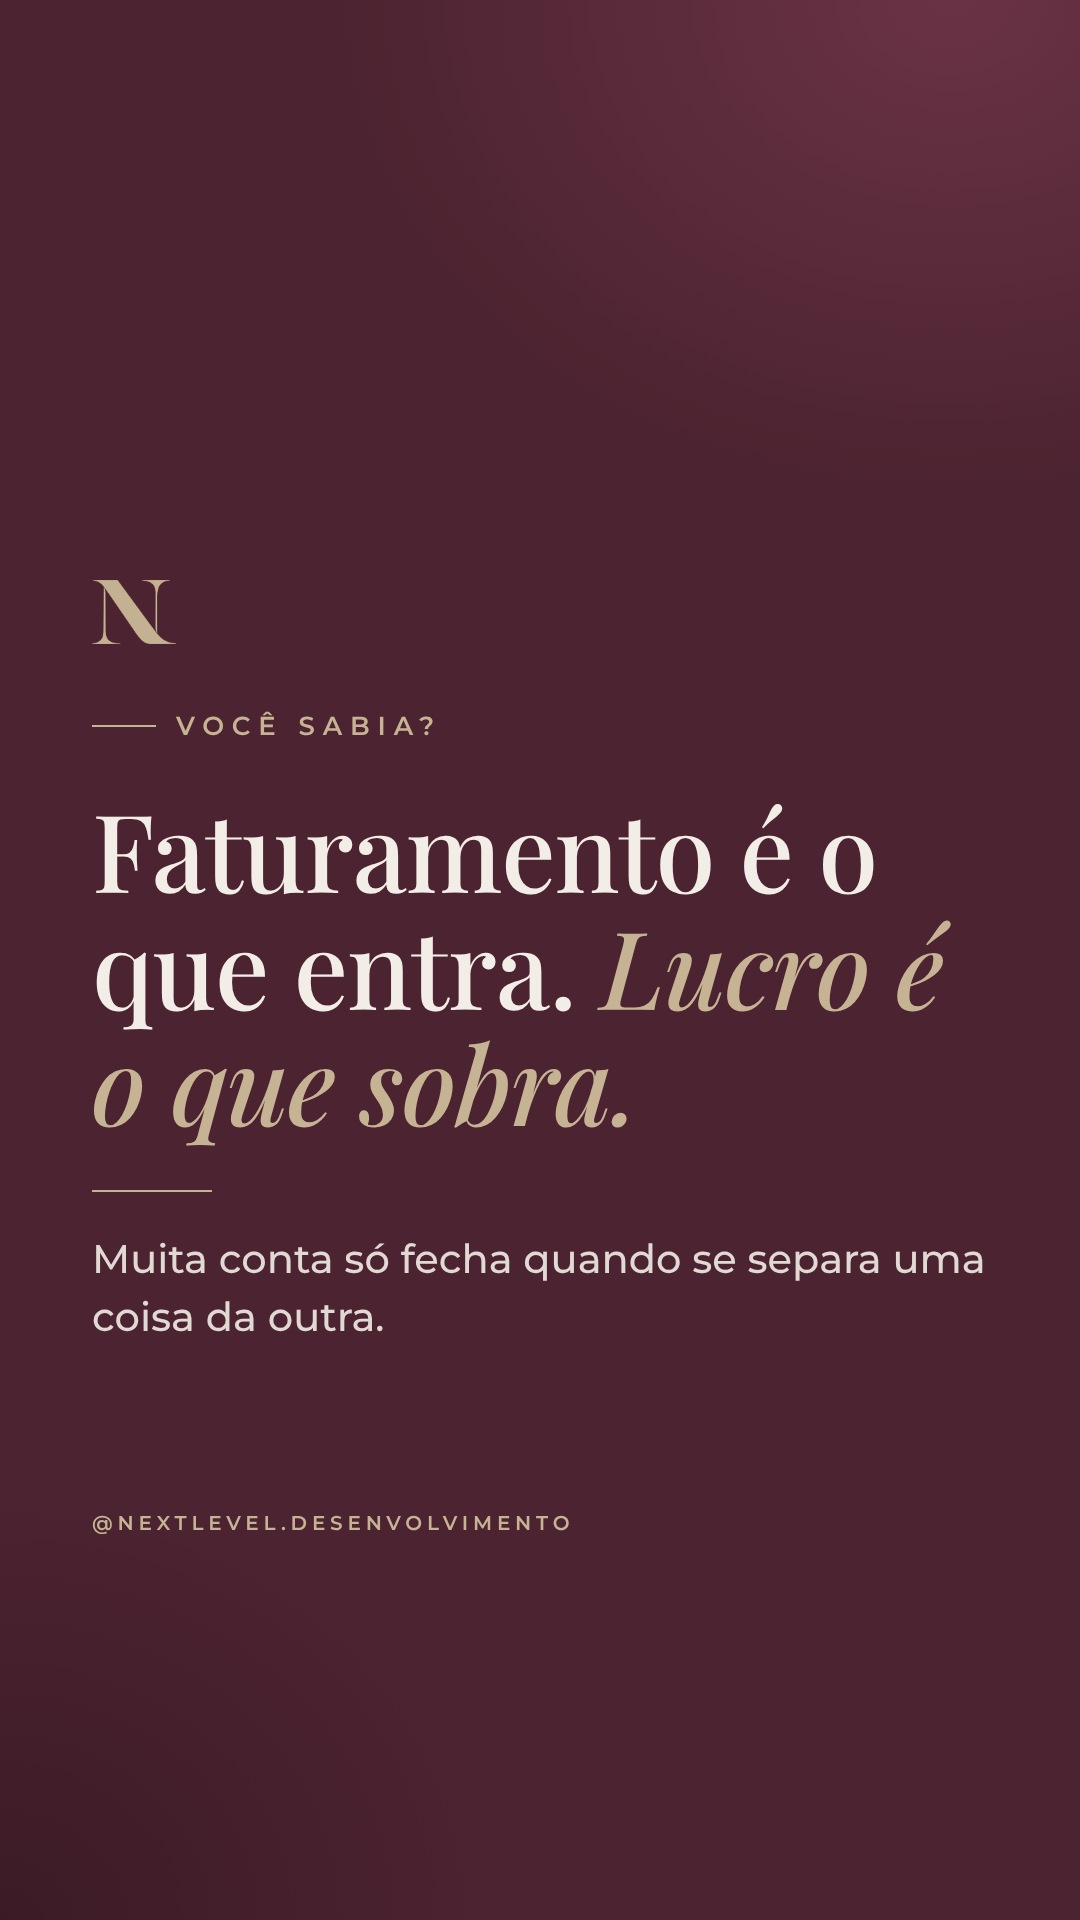 N
VOCÊ SABIA?
Faturamento é o
que entra. Lucro é
o que sobra.
Muita conta só fecha quando se separa uma
coisa da outra.
@NEXTLEVEL.DESENVOLVIMENTO